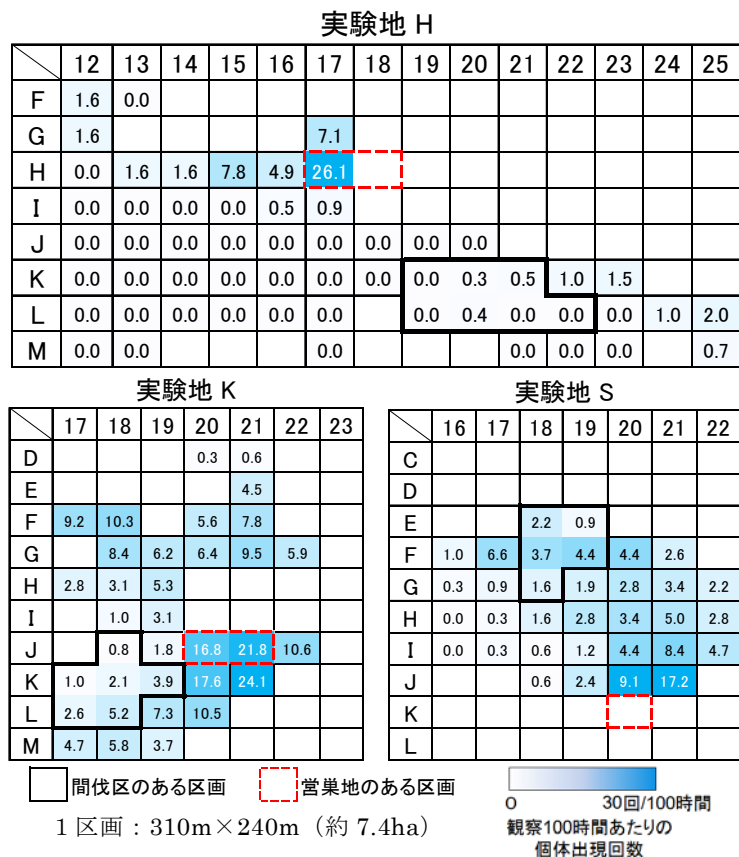 実験地 H
12 13 14 15 16 17 18 19 20 21 22 23 24 25
F 1.6 0.0
G 1.6 7.1
H 0.0 1.6 1.6 7.8 4.9 26.1
I 0.0 0.0 0.0 0.0 0.5 0.9
J 0.0 0.0 0.0 0.0 0.0 0.0 0.0 0.0 0.0
K 0.0 0.0 0.0 0.0 0.0 0.0 0.0 0.0 0.3 0.5 1.0 1.5
L 0.0 0.0 0.0 0.0 0.0 0.0 0.0 0.4 0.0 0.0 0.0 1.0 2.0
M 0.0 0.0 0.0 0.0 0.0 0.0 0.7
実験地 K
17 18 19 20 21 22 23
D 0.3 0.6
E 4.5
F 9.2 10.3 5.6 7.8
G 8.4 6.2 6.4 9.5 5.9
H 2.8 3.1 5.3
I 1.0 3.1
J 0.8 1.8 16.8 21.8 10.6
K 1.0 2.1 3.9 17.6 24.1
L 2.6 5.2 7.3 10.5
M 4.7 5.8 3.7
実験地 S
16 17 18 19 20 21 22
C
D
E 2.2 0.9
F 1.0 6.6 3.7 4.4 4.4 2.6
G 0.3 0.9 1.6 1.9 2.8 3.4 2.2
H 0.0 0.3 1.6 2.8 3.4 5.0 2.8
I 0.0 0.3 0.6 1.2 4.4 8.4 4.7
J 0.6 2.4 9.1 17.2
K
L
間伐区のある区画 営巣地のある区画
1 区画：310m×240m（約 7.4ha）
0 30回/100時間
観察100時間あたりの
個体出現回数